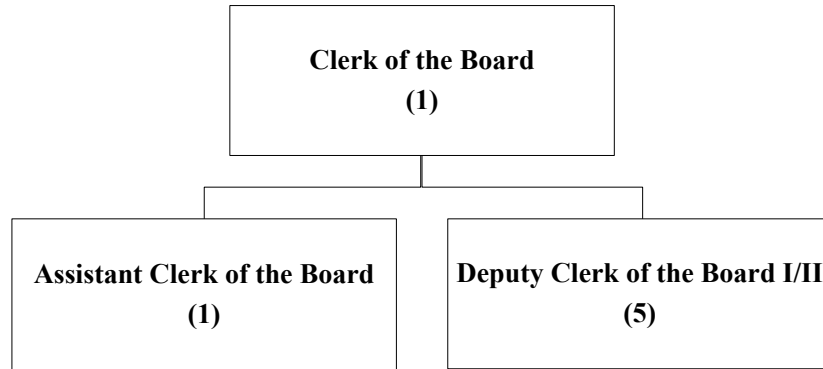 Clerk of the Board
(1)
Assistant Clerk of the Board
(1)
Deputy Clerk of the Board I/II
(5)